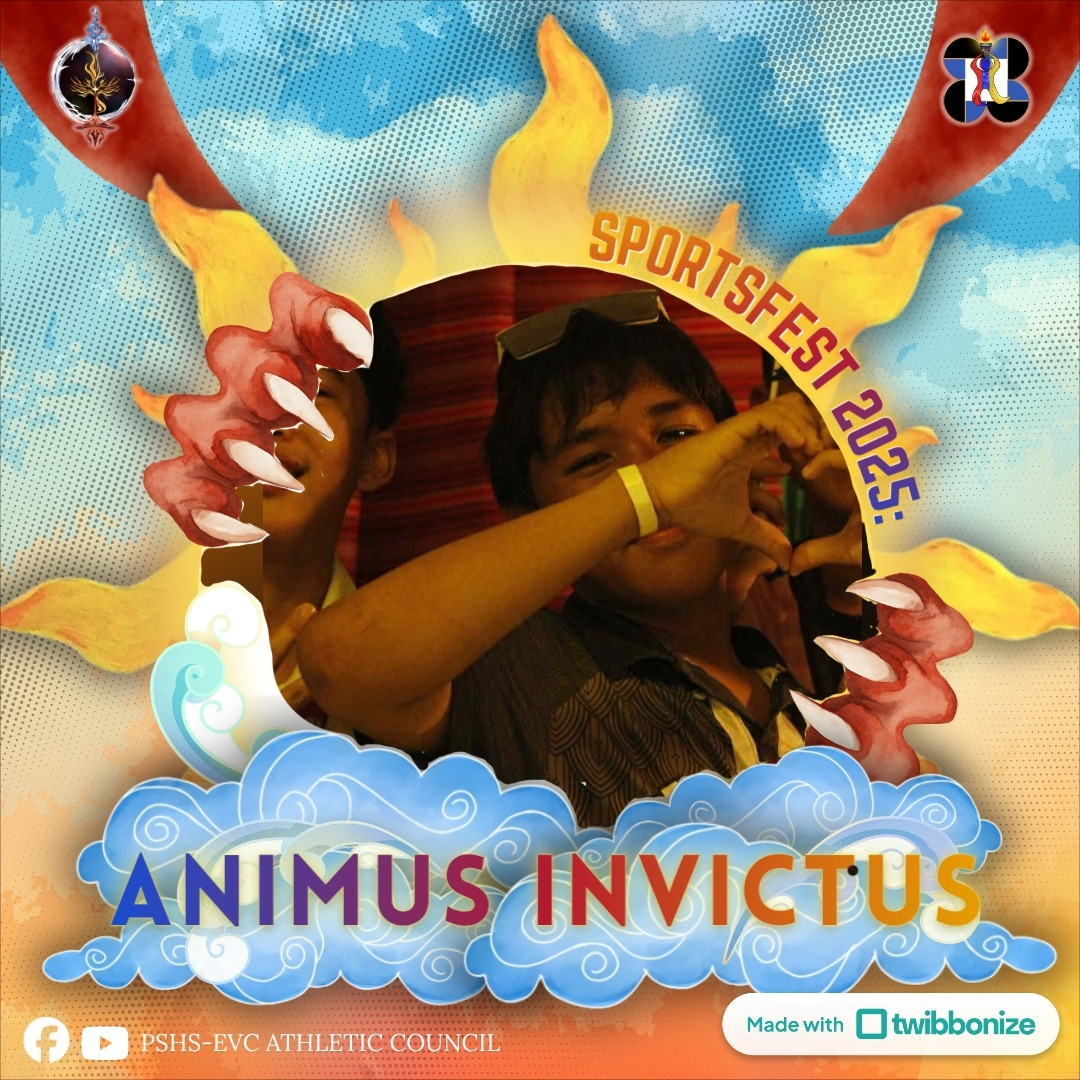 SPORTSFEST 2025:
ANIMUS INVICTUS
PSHS-EVC ATHLETIC COUNCIL
Made with twibbonize